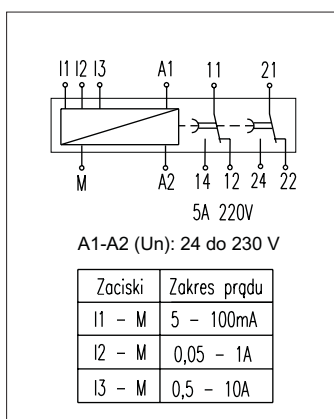 I1 I2 I3 A1 11 21
M A2 14 12 24 22
5A 220V
A1-A2 (Un): 24 do 230 V
Zaciski Zakres prądu
I1 - M 5 - 100mA
I2 - M 0,05 - 1A
I3 - M 0,5 - 10A